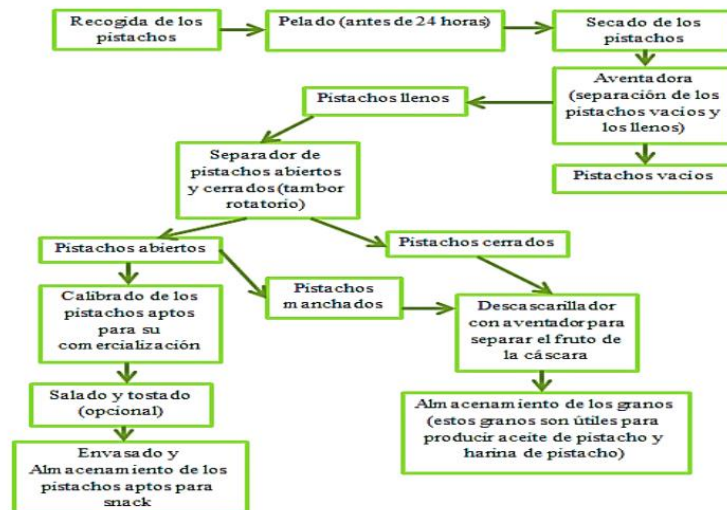 Recogida de los
pistachos
Pelado (antes de 24 horas)
Secado de los
pistachos
Aventadora
(separación de los
pistachos vacios y
los llenos)
Pistachos llenos
Pistachos vacios
Separador de
pistachos abiertos
y cerrados (tambor
rotatorio)
Pistachos abiertos
Pistachos cerrados
Pistachos
manchados
Calibrado de los
pistachos aptos
para su
comercialización
Descascarillador
con aventador para
separar el fruto de
la cáscara
Salado y tostado
(opcional)
Almacenamiento de los granos
(estos granos son útiles para
producir aceite de pistacho y
harina de pistacho)
Envasado y
Almacenamiento de los
pistachos aptos para
snack